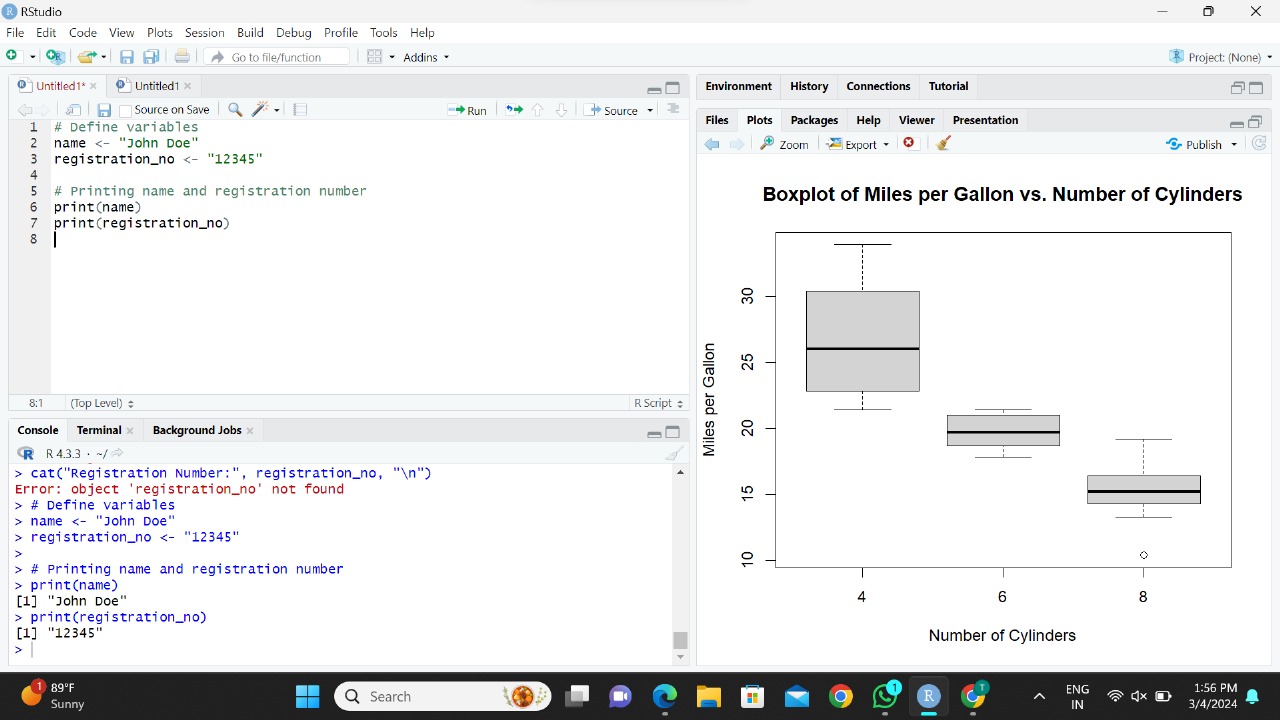 RStudio
File Edit Code View Plots Session Build Debug Profile Tools Help
Go to file/function Addins Project: (None)
Untitled1* Untitled1
Source on Save Run Source
1 # Define variables
2 name <- "John Doe"
3 registration_no <- "12345"
4
5 # Printing name and registration number
6 print(name)
7 print(registration_no)
8
8:1 (Top Level) R Script
Console Terminal Background Jobs
R 4.3.3 · ~/
> cat("Registration Number:", registration_no, "\n")
Error: object 'registration_no' not found
> # Define variables
> name <- "John Doe"
> registration_no <- "12345"
>
> # Printing name and registration number
> print(name)
[1] "John Doe"
> print(registration_no)
[1] "12345"
>
Environment History Connections Tutorial
Files Plots Packages Help Viewer Presentation
Zoom Export Publish
Boxplot of Miles per Gallon vs. Number of Cylinders
Miles per Gallon
30
25
20
15
10
4 6 8
Number of Cylinders
1 89°F
Sunny
Search
1
T
ENG
IN
1:56 PM
3/4/2024